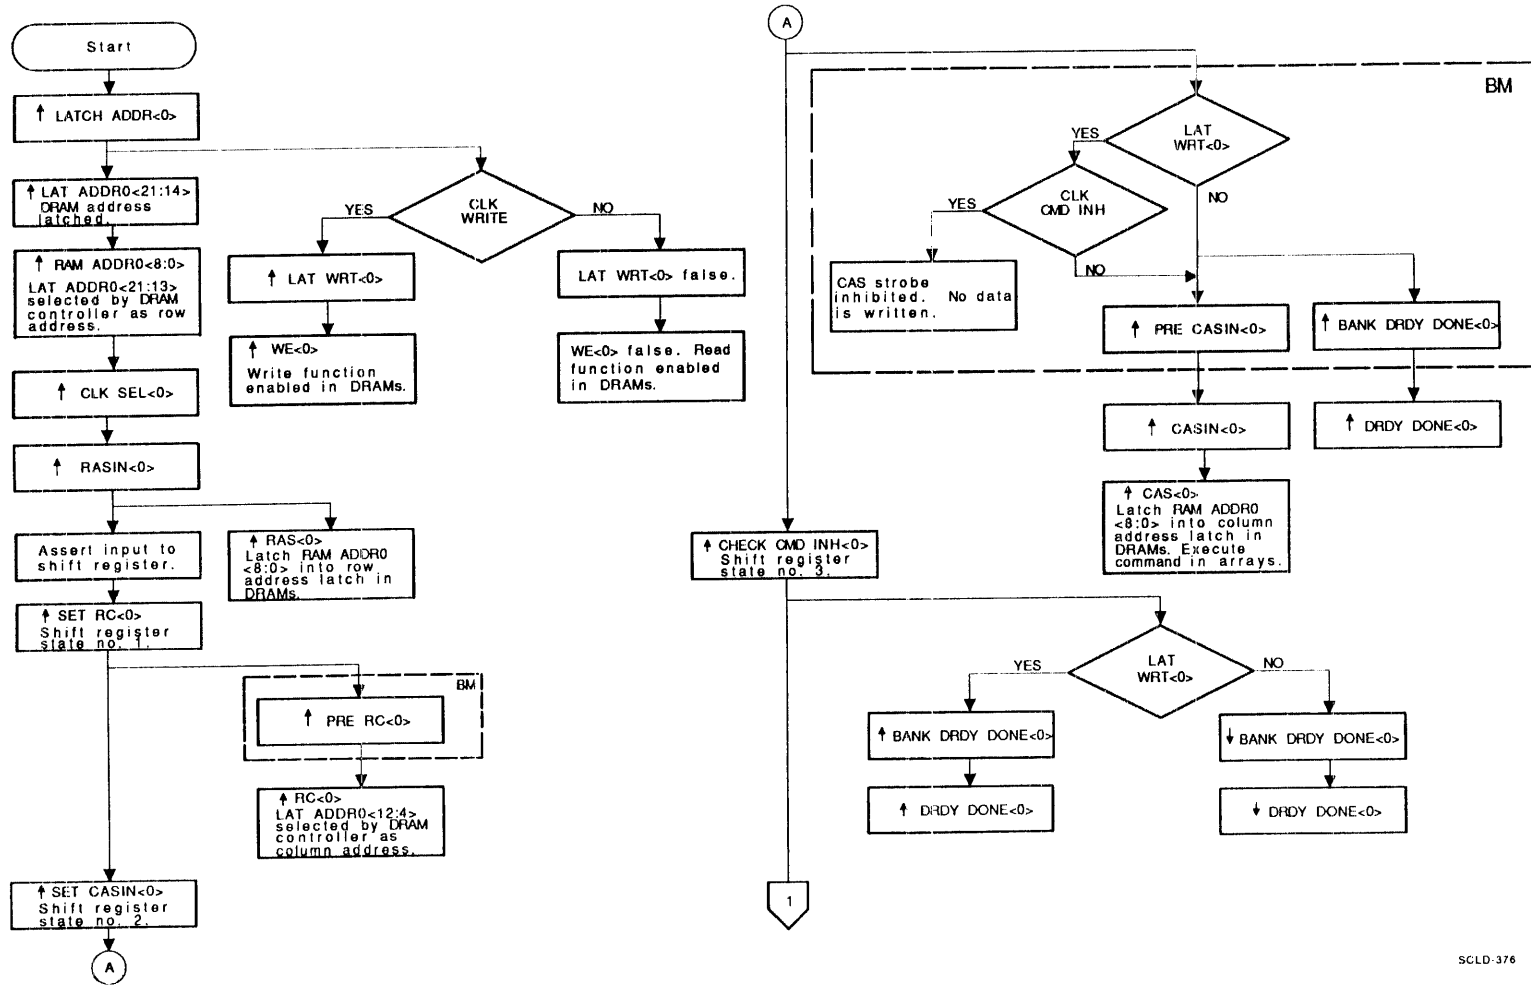 Start
↑ LATCH ADDR<0>
↑ LAT ADDR0<21:14>
DRAM address
latched.
↑ RAM ADDR0<8:0>
LAT ADDR0<21:13>
selected by DRAM
controller as row
address.
↑ CLK SEL<0>
↑ RASIN<0>
Assert input to
shift register.
↑ SET RC<0>
Shift register
state no. 1.
↑ SET CASIN<0>
Shift register
state no. 2.
A
CLK
WRITE
YES
NO
↑ LAT WRT<0>
↑ WE<0>
Write function
enabled in DRAMs.
LAT WRT<0> false.
WE<0> false. Read
function enabled
in DRAMs.
↑ RAS<0>
Latch RAM ADDR0
<8:0> into row
address latch in
DRAMs.
BM
↑ PRE RC<0>
↑ RC<0>
LAT ADDR0<12:4>
selected by DRAM
controller as
column address.
A
BM
LAT
WRT<0>
YES
NO
CLK
CMD INH
YES
NO
CAS strobe
inhibited. No data
is written.
↑ PRE CASIN<0>
↑ BANK DRDY DONE<0>
↑ CASIN<0>
↑ DRDY DONE<0>
↑ CAS<0>
Latch RAM ADDR0
<8:0> into column
address latch in
DRAMs. Execute
command in arrays.
↑ CHECK CMD INH<0>
Shift register
state no. 3.
LAT
WRT<0>
YES
NO
↑ BANK DRDY DONE<0>
↑ DRDY DONE<0>
↓ BANK DRDY DONE<0>
↓ DRDY DONE<0>
1
SCLD-376